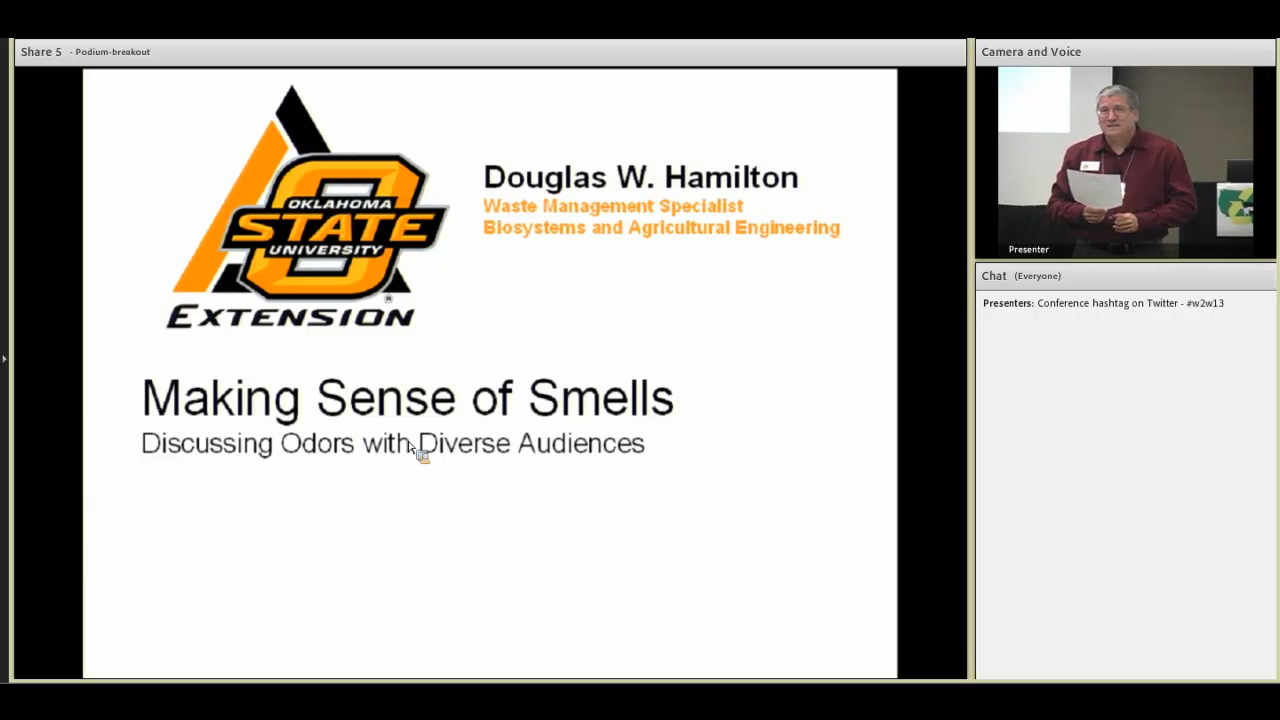 Share 5 - Podium-breakout
OKLAHOMA
STATE
UNIVERSITY
®
EXTENSION
Douglas W. Hamilton
Waste Management Specialist
Biosystems and Agricultural Engineering
Making Sense of Smells
Discussing Odors with Diverse Audiences
Camera and Voice
Presenter
Chat (Everyone)
Presenters: Conference hashtag on Twitter - #w2w13